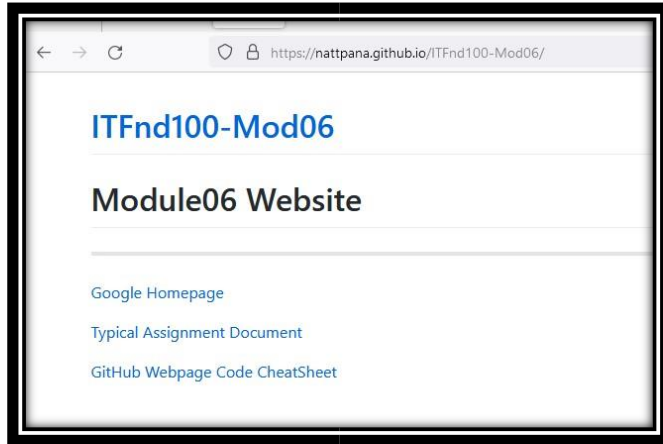 https://nattpana.github.io/ITFnd100-Mod06/
ITFnd100-Mod06
Module06 Website
Google Homepage
Typical Assignment Document
GitHub Webpage Code CheatSheet